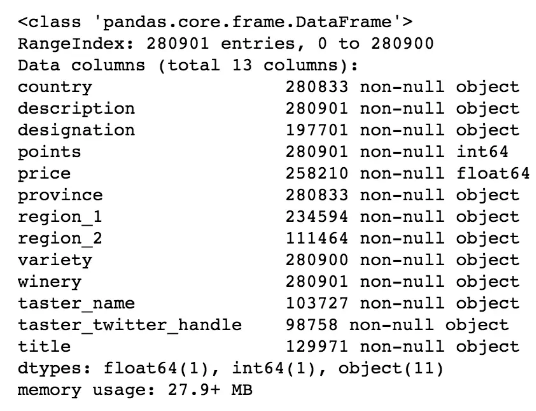 <class 'pandas.core.frame.DataFrame'>
RangeIndex: 280901 entries, 0 to 280900
Data columns (total 13 columns):
country                  280833 non-null object
description              280901 non-null object
designation              197701 non-null object
points                   280901 non-null int64
price                    258210 non-null float64
province                 280833 non-null object
region_1                 234594 non-null object
region_2                 111464 non-null object
variety                  280900 non-null object
winery                   280901 non-null object
taster_name              103727 non-null object
taster_twitter_handle    98758 non-null object
title                    129971 non-null object
dtypes: float64(1), int64(1), object(11)
memory usage: 27.9+ MB